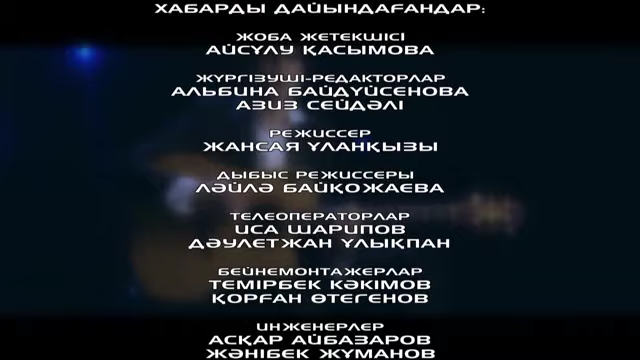 ХАБАРДЫ ДАЙЫНДАҒАНДАР:
ЖОБА ЖЕТЕКШІСІ
АЙСҰЛУ ҚАСЫМОВА
ЖҮРГІЗУШІ-РЕДАКТОРЛАР
АЛЬБИНА БАЙДҮЙСЕНОВА
АЗИЗ СЕЙДӘЛІ
РЕЖИССЕР
ЖАНСАЯ ҰЛАНҚЫЗЫ
ДЫБЫС РЕЖИССЕРЫ
ЛӘЙЛӘ БАЙҚОЖАЕВА
ТЕЛЕОПЕРАТОРЛАР
ИСА ШАРИПОВ
ДӘУЛЕТЖАН ҰЛЫҚПАН
БЕЙНЕМОНТАЖЕРЛАР
ТЕМІРБЕК КӘКІМОВ
ҚОРҒАН ӨТЕГЕНОВ
ИНЖЕНЕРЛЕР
АСҚАР АЙБАЗАРОВ
ЖӘНІБЕК ЖҰМАНОВ